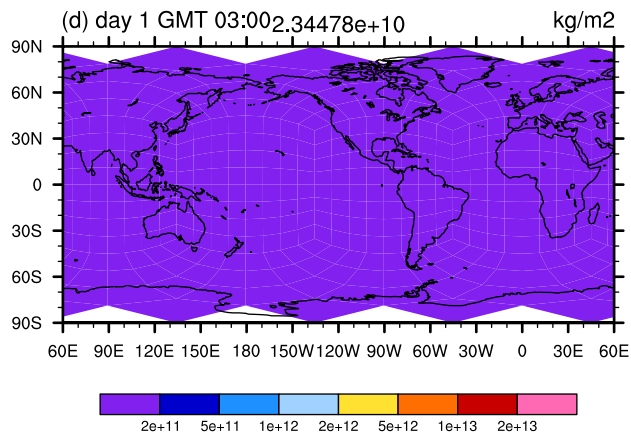 (d) day 1 GMT 03:00 2.34478e+10 kg/m2
90N
60N
30N
0
30S
60S
90S
60E 90E 120E 150E 180 150W 120W 90W 60W 30W 0 30E 60E
2e+11 5e+11 1e+12 2e+12 5e+12 1e+13 2e+13